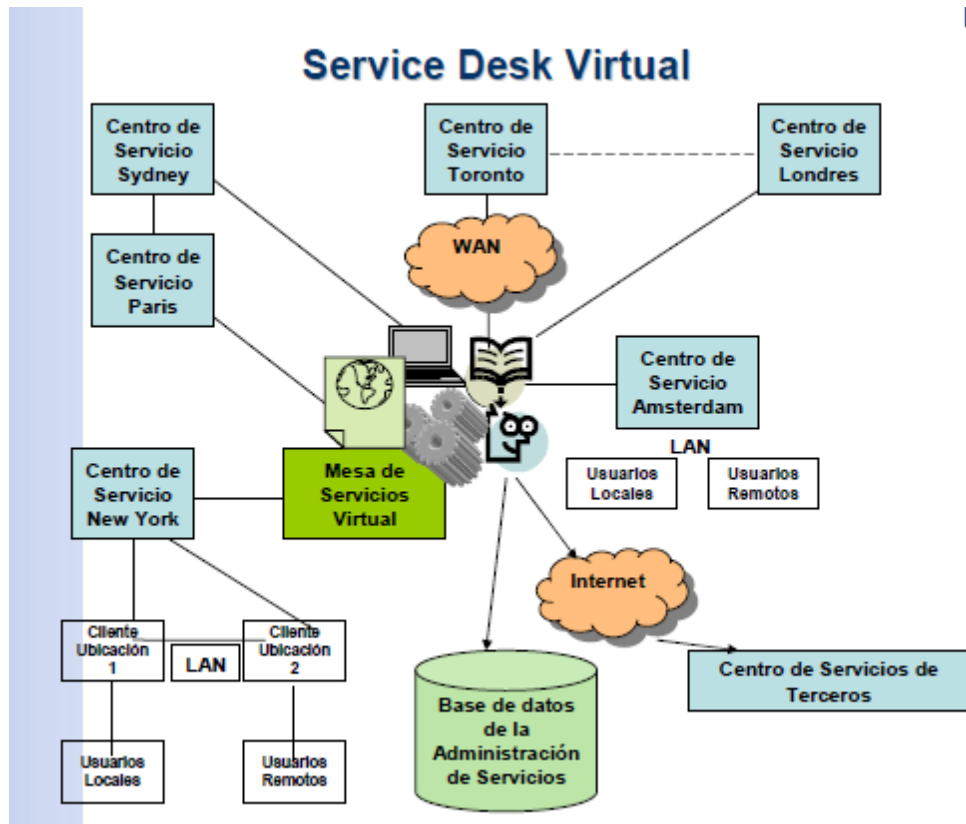 Service Desk Virtual
Centro de
Servicio
Sydney
Centro de
Servicio
Toronto
Centro de
Servicio
Londres
WAN
Centro de
Servicio
Paris
Centro de
Servicio
Amsterdam
LAN
Usuarios
Locales
Usuarios
Remotos
Centro de
Servicio
New York
Mesa de
Servicios
Virtual
Internet
Cliente
Ubicación
1
LAN
Cliente
Ubicación
2
Centro de Servicios de
Terceros
Base de datos
de la
Administración
de Servicios
Usuarios
Locales
Usuarios
Remotos